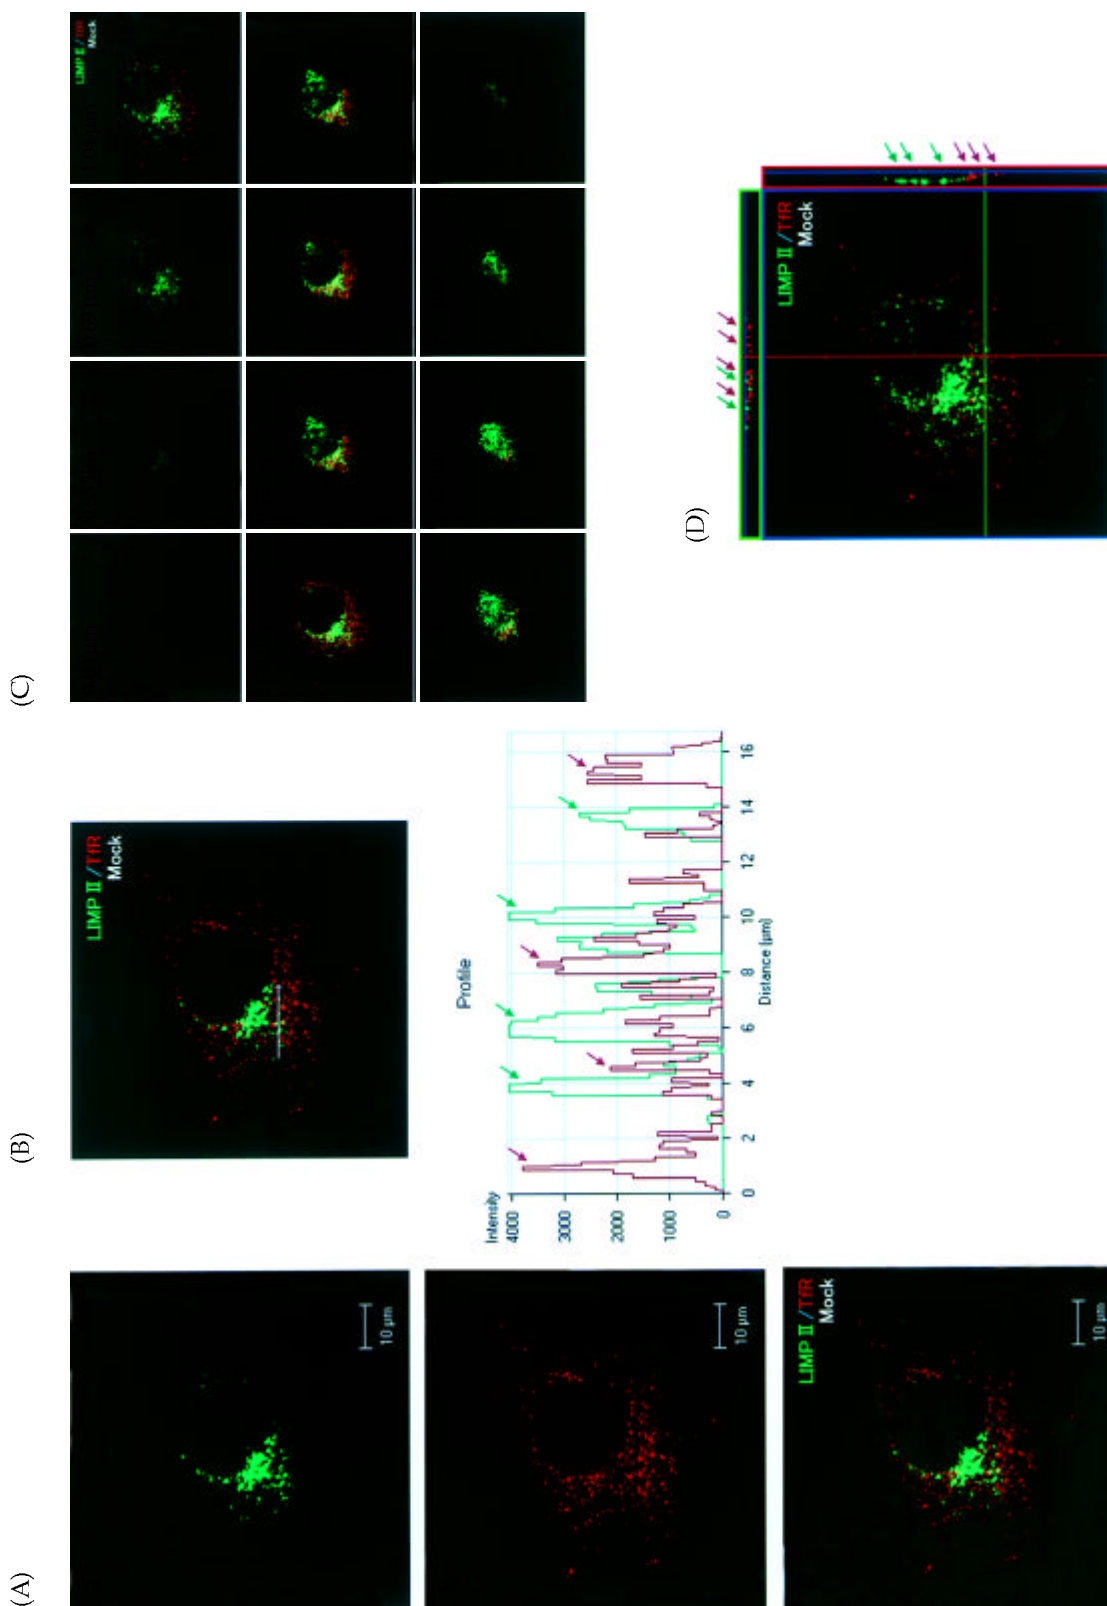 (A)
10 µm
10 µm
LIMP II/TfR
Mock
10 µm
(B)
LIMP II/TfR
Mock
Profile
Intensity
4000
3000
2000
1000
0
0 2 4 6 8 10 12 14 16
Distance [µm]
(C)
LIMP II/TfR
Mock
(D)
LIMP II/TfR
Mock